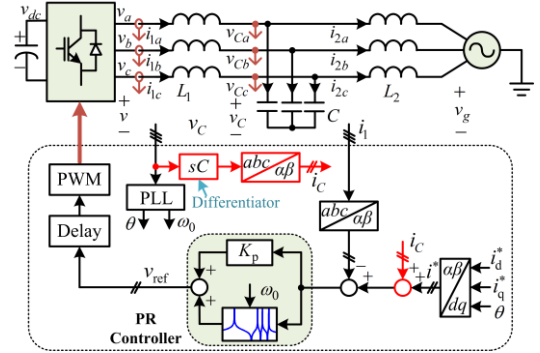 v_dc
v_a
v_b
v_c
i_1a
i_1b
i_1c
L_1
v_Ca
v_Cb
v_Cc
i_2a
i_2b
i_2c
C
L_2
+
v
−
v_C
+
v_C
−
+
v_g
−
i_1
PWM
Delay
PLL
θ
ω_0
sC
Differentiator
abc
αβ
i_C
abc
αβ
v_ref
K_p
ω_0
+
+
PR
Controller
−
+
i_C
+
+
i^*
αβ
dq
i_d^*
i_q^*
θ